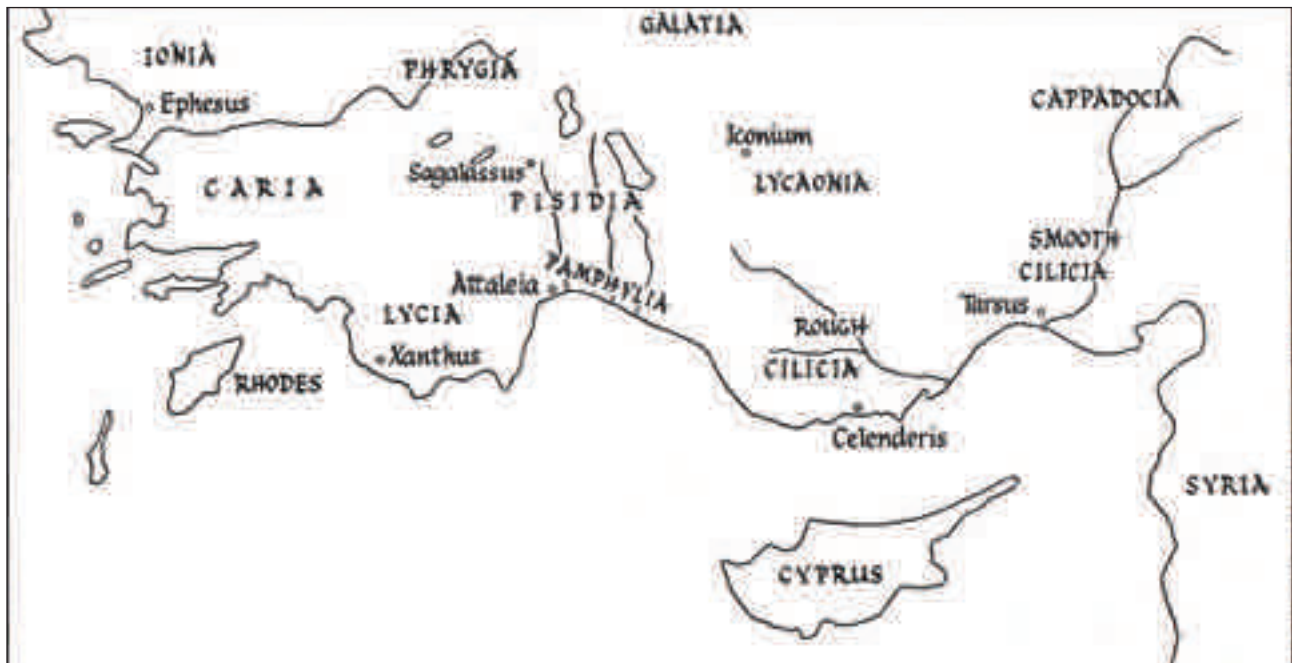 GALATIA
IONIA
PHRYGIA
CAPPADOCIA
Ephesus
Iconium
Sagalassus
LYCAONIA
CARIA
PISIDIA
SMOOTH
CILICIA
PAMPHYLIA
Attaleia
Tarsus
LYCIA
ROUGH
CILICIA
Xanthus
RHODES
Celenderis
SYRIA
CYPRUS